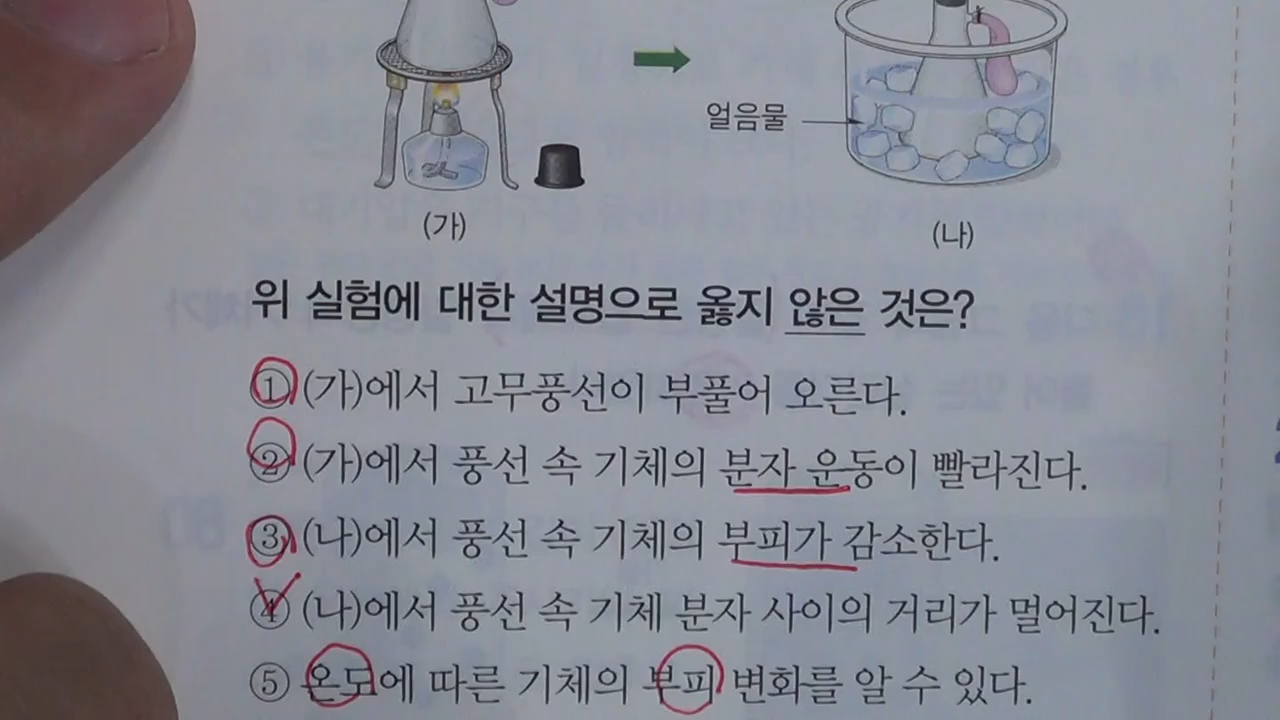 얼음물
(가)
(나)
위 실험에 대한 설명으로 옳지 않은 것은?
① (가)에서 고무풍선이 부풀어 오른다.
② (가)에서 풍선 속 기체의 분자 운동이 빨라진다.
③ (나)에서 풍선 속 기체의 부피가 감소한다.
④ (나)에서 풍선 속 기체 분자 사이의 거리가 멀어진다.
⑤ 온도에 따른 기체의 부피 변화를 알 수 있다.